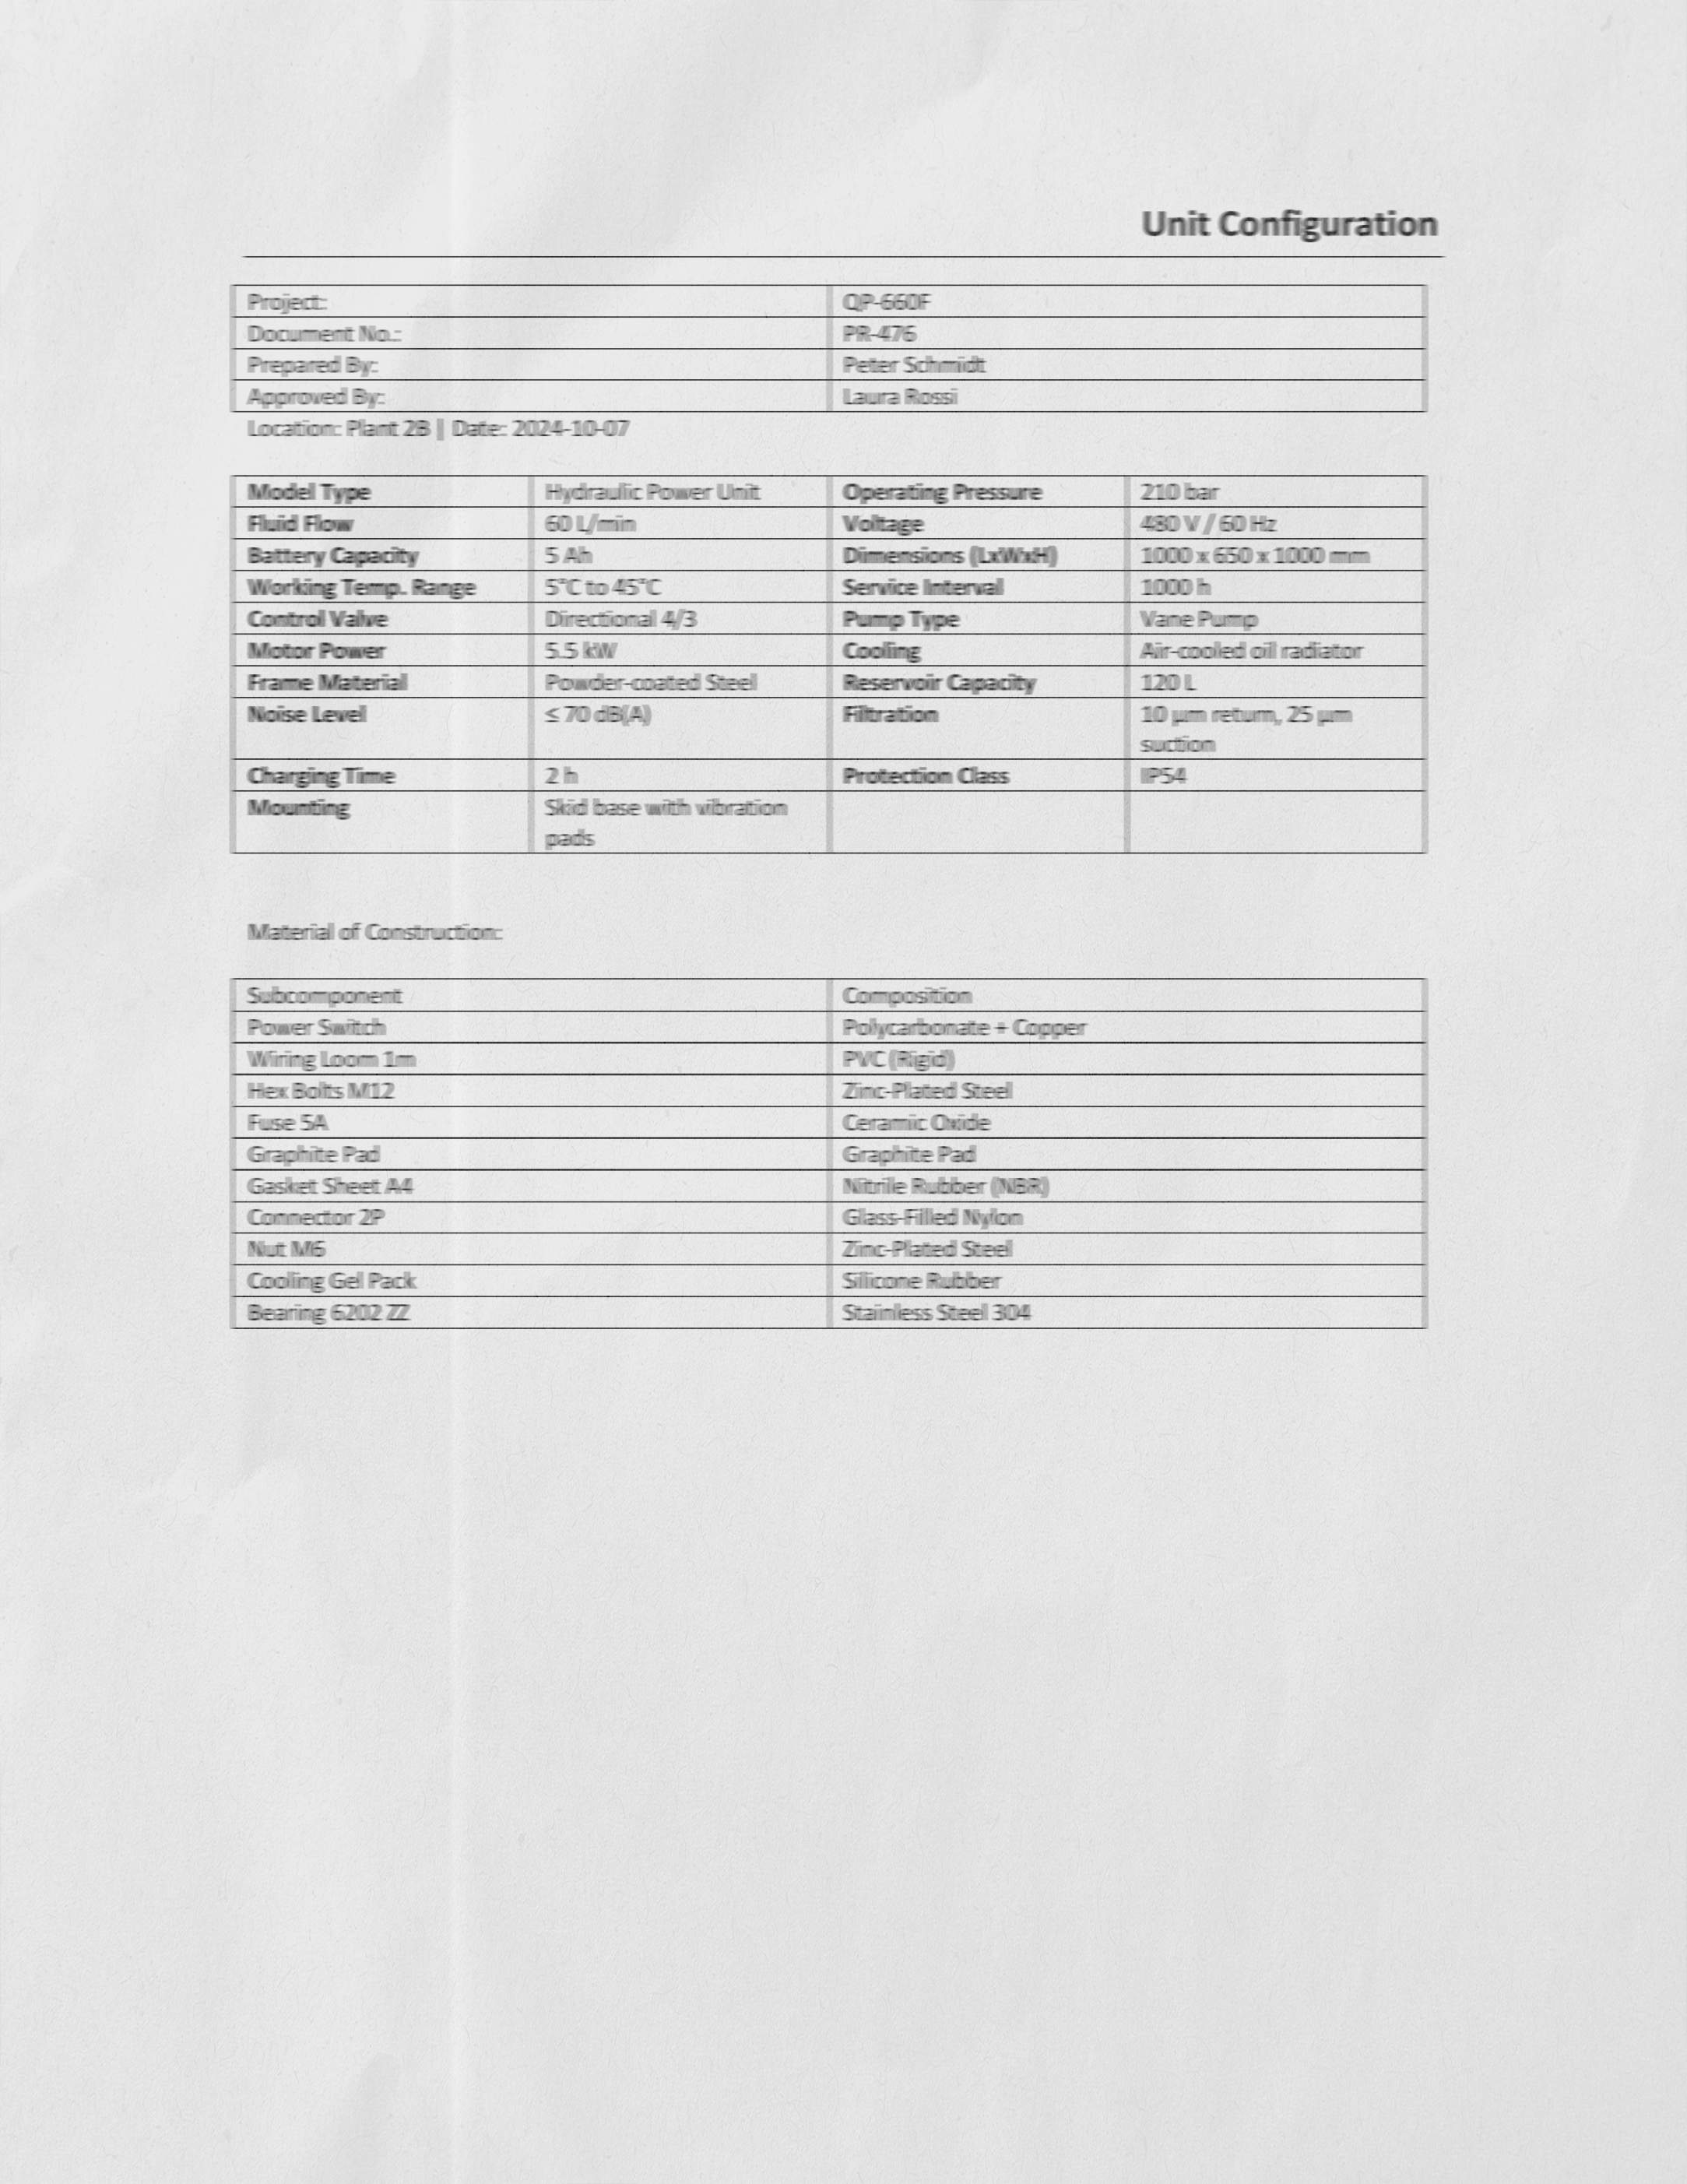 Unit Configuration
Project: QP-660F
Document No.: PR-476
Prepared By: Peter Schmidt
Approved By: Laura Rossi
Location: Plant 2B | Date: 2024-10-07
Model Type Hydraulic Power Unit Operating Pressure 210 bar
Fluid Flow 60 L/min Voltage 480 V / 60 Hz
Battery Capacity 5 Ah Dimensions (LxWxH) 1000 x 650 x 1000 mm
Working Temp. Range 5°C to 45°C Service Interval 1000 h
Control Valve Directional 4/3 Pump Type Vane Pump
Motor Power 5.5 kW Cooling Air-cooled oil radiator
Frame Material Powder-coated Steel Reservoir Capacity 120 L
Noise Level ≤ 70 dB(A) Filtration 10 µm return, 25 µm
suction
Charging Time 2 h Protection Class IP54
Mounting Skid base with vibration
pads
Material of Construction:
Subcomponent Composition
Power Switch Polycarbonate + Copper
Wiring Loom 1m PVC (Rigid)
Hex Bolts M12 Zinc-Plated Steel
Fuse 5A Ceramic Oxide
Graphite Pad Graphite Pad
Gasket Sheet A4 Nitrile Rubber (NBR)
Connector 2P Glass-Filled Nylon
Nut M6 Zinc-Plated Steel
Cooling Gel Pack Silicone Rubber
Bearing 6202 ZZ Stainless Steel 304